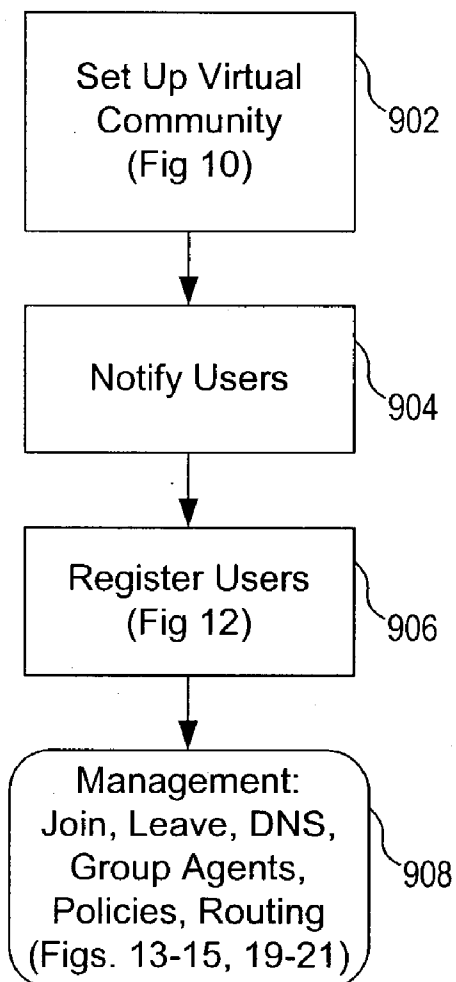 Set Up Virtual
Community
(Fig 10)
902
Notify Users
904
Register Users
(Fig 12)
906
Management:
Join, Leave, DNS,
Group Agents,
Policies, Routing
(Figs. 13-15, 19-21)
908